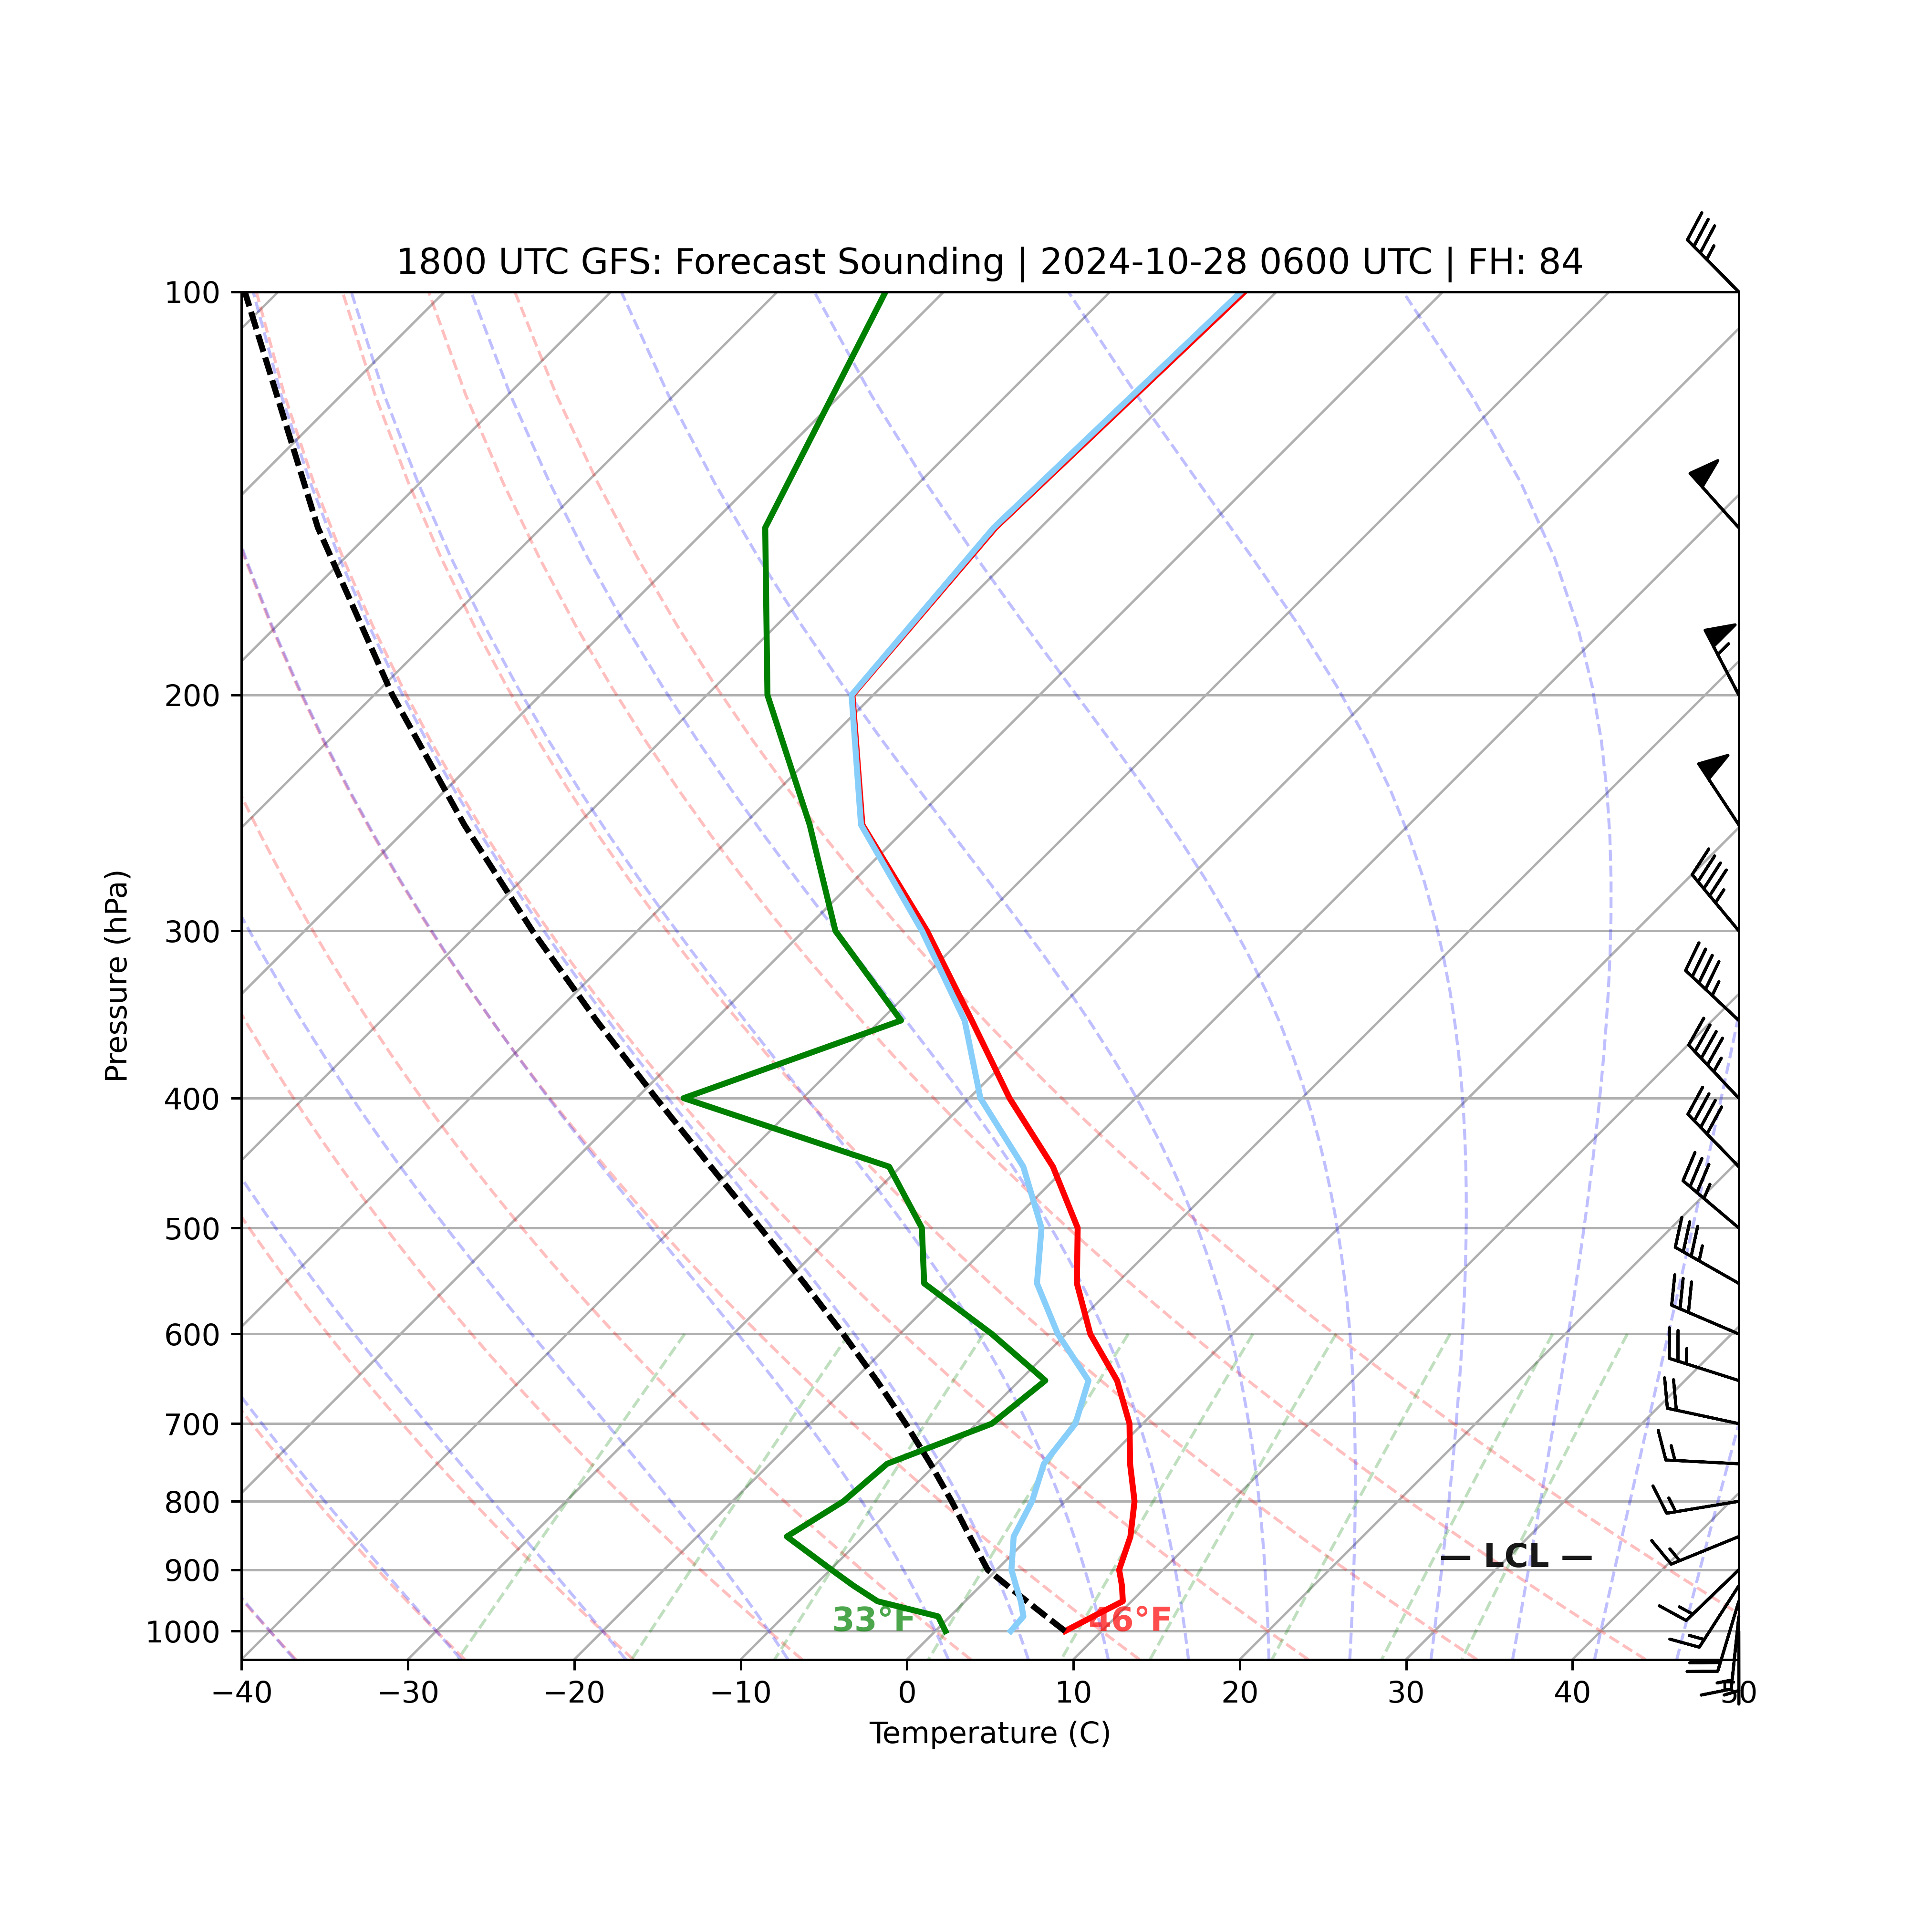 1800 UTC GFS: Forecast Sounding | 2024-10-28 0600 UTC | FH: 84
100
200
300
400
500
600
700
800
900
1000
Pressure (hPa)
— LCL —
33°F
46°F
−40 −30 −20 −10 0 10 20 30 40 50
Temperature (C)